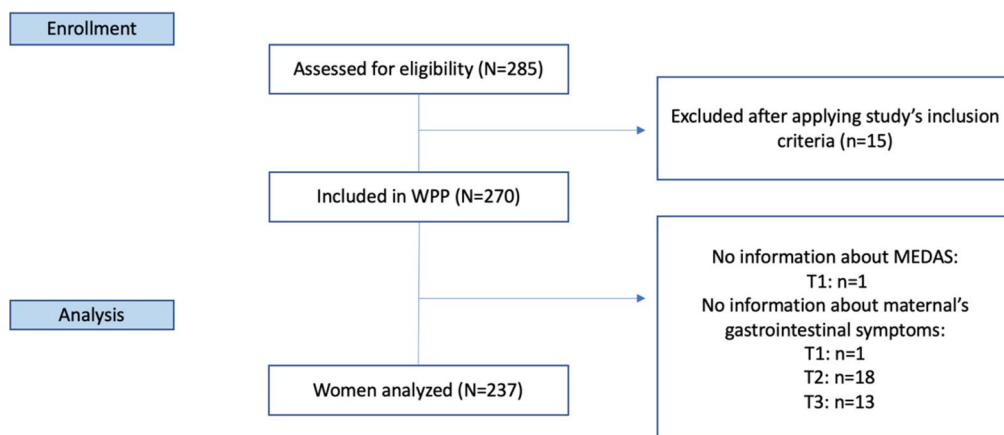 Enrollment
Assessed for eligibility (N=285)
Excluded after applying study's inclusion
criteria (n=15)
Included in WPP (N=270)
No information about MEDAS:
T1: n=1
No information about maternal's
gastrointestinal symptoms:
T1: n=1
T2: n=18
T3: n=13
Analysis
Women analyzed (N=237)